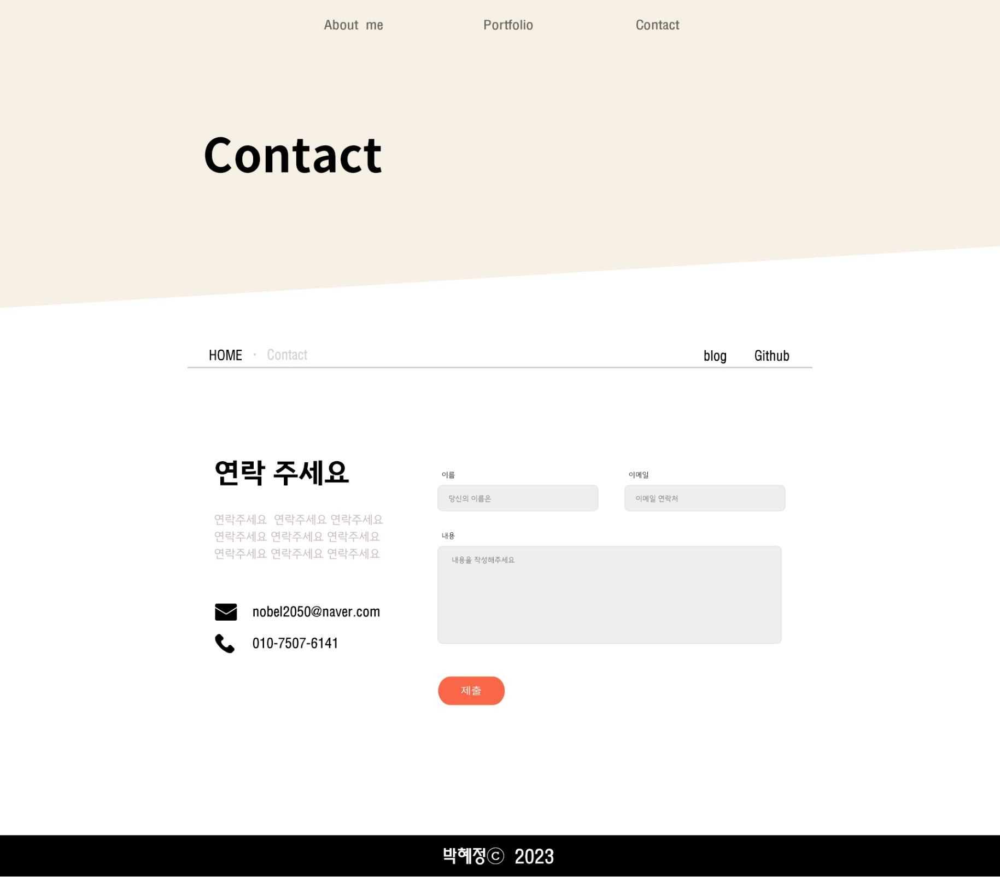 About me Portfolio Contact
Contact
HOME · Contact blog Github
연락 주세요
연락주세요 연락주세요 연락주세요
연락주세요 연락주세요 연락주세요
연락주세요 연락주세요 연락주세요
nobel2050@naver.com
010-7507-6141
이름 이메일
당신의 이름은 이메일 연락처
내용
내용을 작성해주세요
제출
박혜정ⓒ 2023